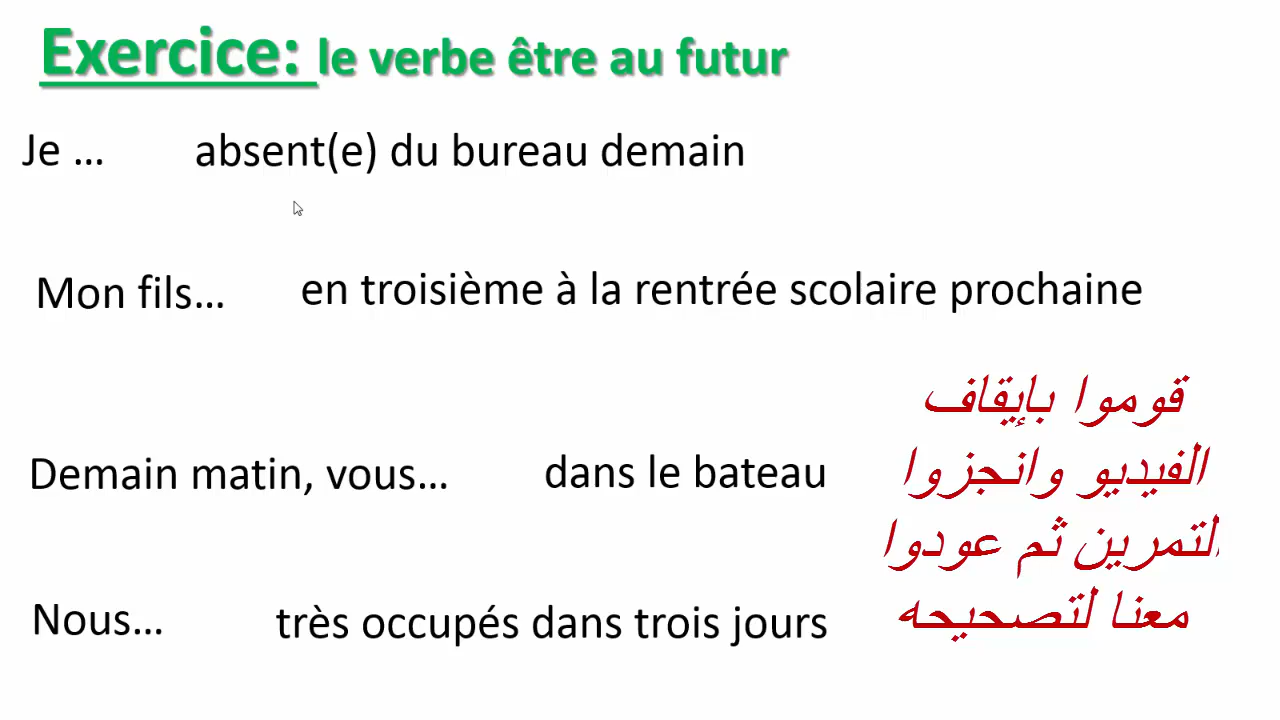 Exercice: le verbe être au futur
Je … absent(e) du bureau demain
Mon fils… en troisième à la rentrée scolaire prochaine
Demain matin, vous… dans le bateau
Nous… très occupés dans trois jours
قوموا بإيقاف
الفيديو وانجزوا
التمرين ثم عودوا
معنا لتصحيحه